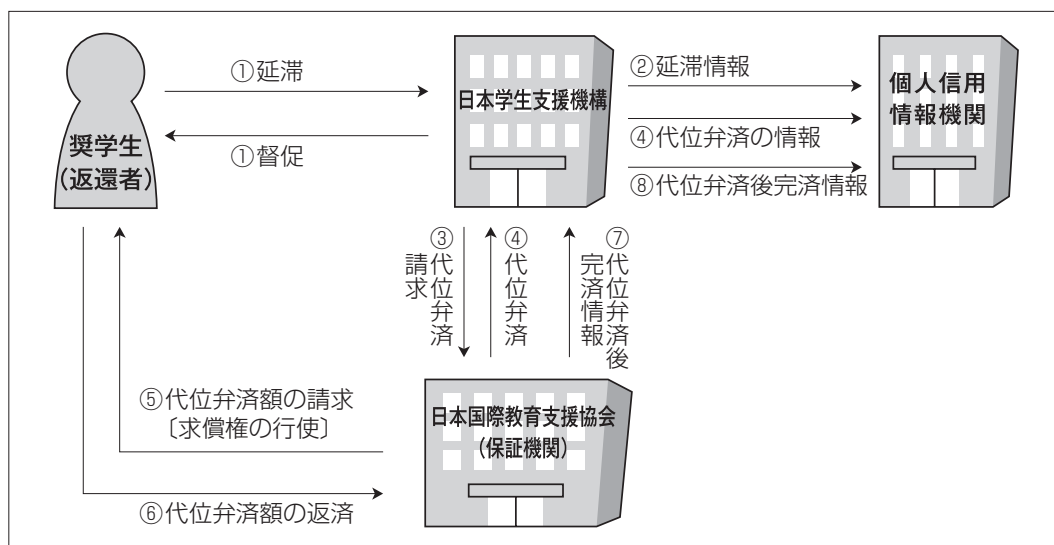 ①延滞
①督促
奨学生
(返還者)
日本学生支援機構
②延滞情報
④代位弁済の情報
⑧代位弁済後完済情報
個人信用
情報機関
③代位弁済
請求
④代位弁済
⑦代位弁済後
完済情報
⑤代位弁済額の請求
〔求償権の行使〕
⑥代位弁済額の返済
日本国際教育支援協会
(保証機関)